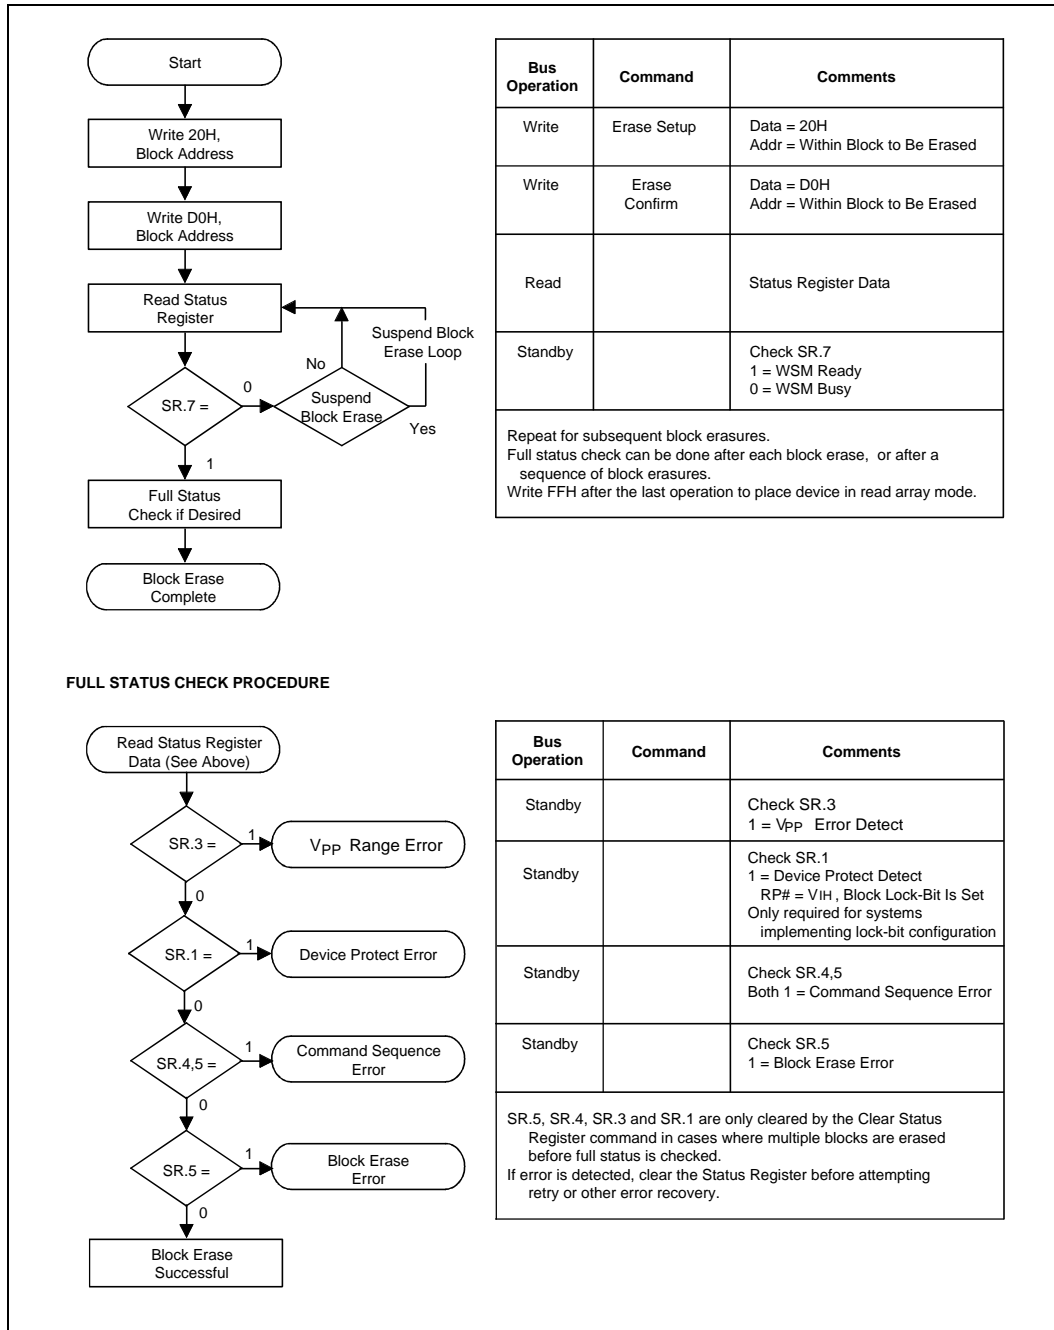 Start
Write 20H,
Block Address
Write D0H,
Block Address
Read Status
Register
Suspend Block
Erase Loop
No
0
SR.7 =
Suspend
Block Erase
Yes
1
Full Status
Check if Desired
Block Erase
Complete
Bus
Operation
Command
Comments
Write
Erase Setup
Data = 20H
Addr = Within Block to Be Erased
Write
Erase
Confirm
Data = D0H
Addr = Within Block to Be Erased
Read
Status Register Data
Standby
Check SR.7
1 = WSM Ready
0 = WSM Busy
Repeat for subsequent block erasures.
Full status check can be done after each block erase, or after a
sequence of block erasures.
Write FFH after the last operation to place device in read array mode.
FULL STATUS CHECK PROCEDURE
Read Status Register
Data (See Above)
SR.3 =
1
VPP Range Error
0
SR.1 =
1
Device Protect Error
0
SR.4,5 =
1
Command Sequence
Error
0
SR.5 =
1
Block Erase
Error
0
Block Erase
Successful
Bus
Operation
Command
Comments
Standby
Check SR.3
1 = VPP Error Detect
Standby
Check SR.1
1 = Device Protect Detect
RP# = VIH, Block Lock-Bit Is Set
Only required for systems
implementing lock-bit configuration
Standby
Check SR.4,5
Both 1 = Command Sequence Error
Standby
Check SR.5
1 = Block Erase Error
SR.5, SR.4, SR.3 and SR.1 are only cleared by the Clear Status
Register command in cases where multiple blocks are erased
before full status is checked.
If error is detected, clear the Status Register before attempting
retry or other error recovery.